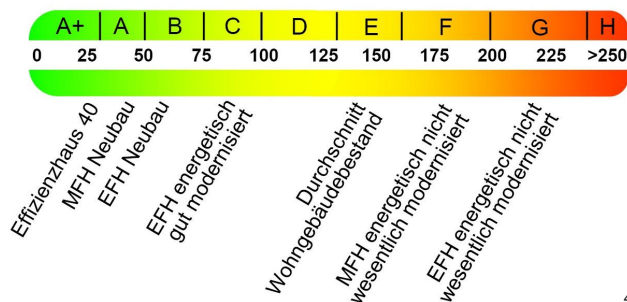 A+ A B C D E F G H
0 25 50 75 100 125 150 175 200 225 >250
Effizienzhaus 40
MFH Neubau
EFH Neubau
EFH energetisch
gut modernisiert
Durchschnitt
Wohngebäudebestand
MFH energetisch nicht
wesentlich modernisiert
EFH energetisch nicht
wesentlich modernisiert